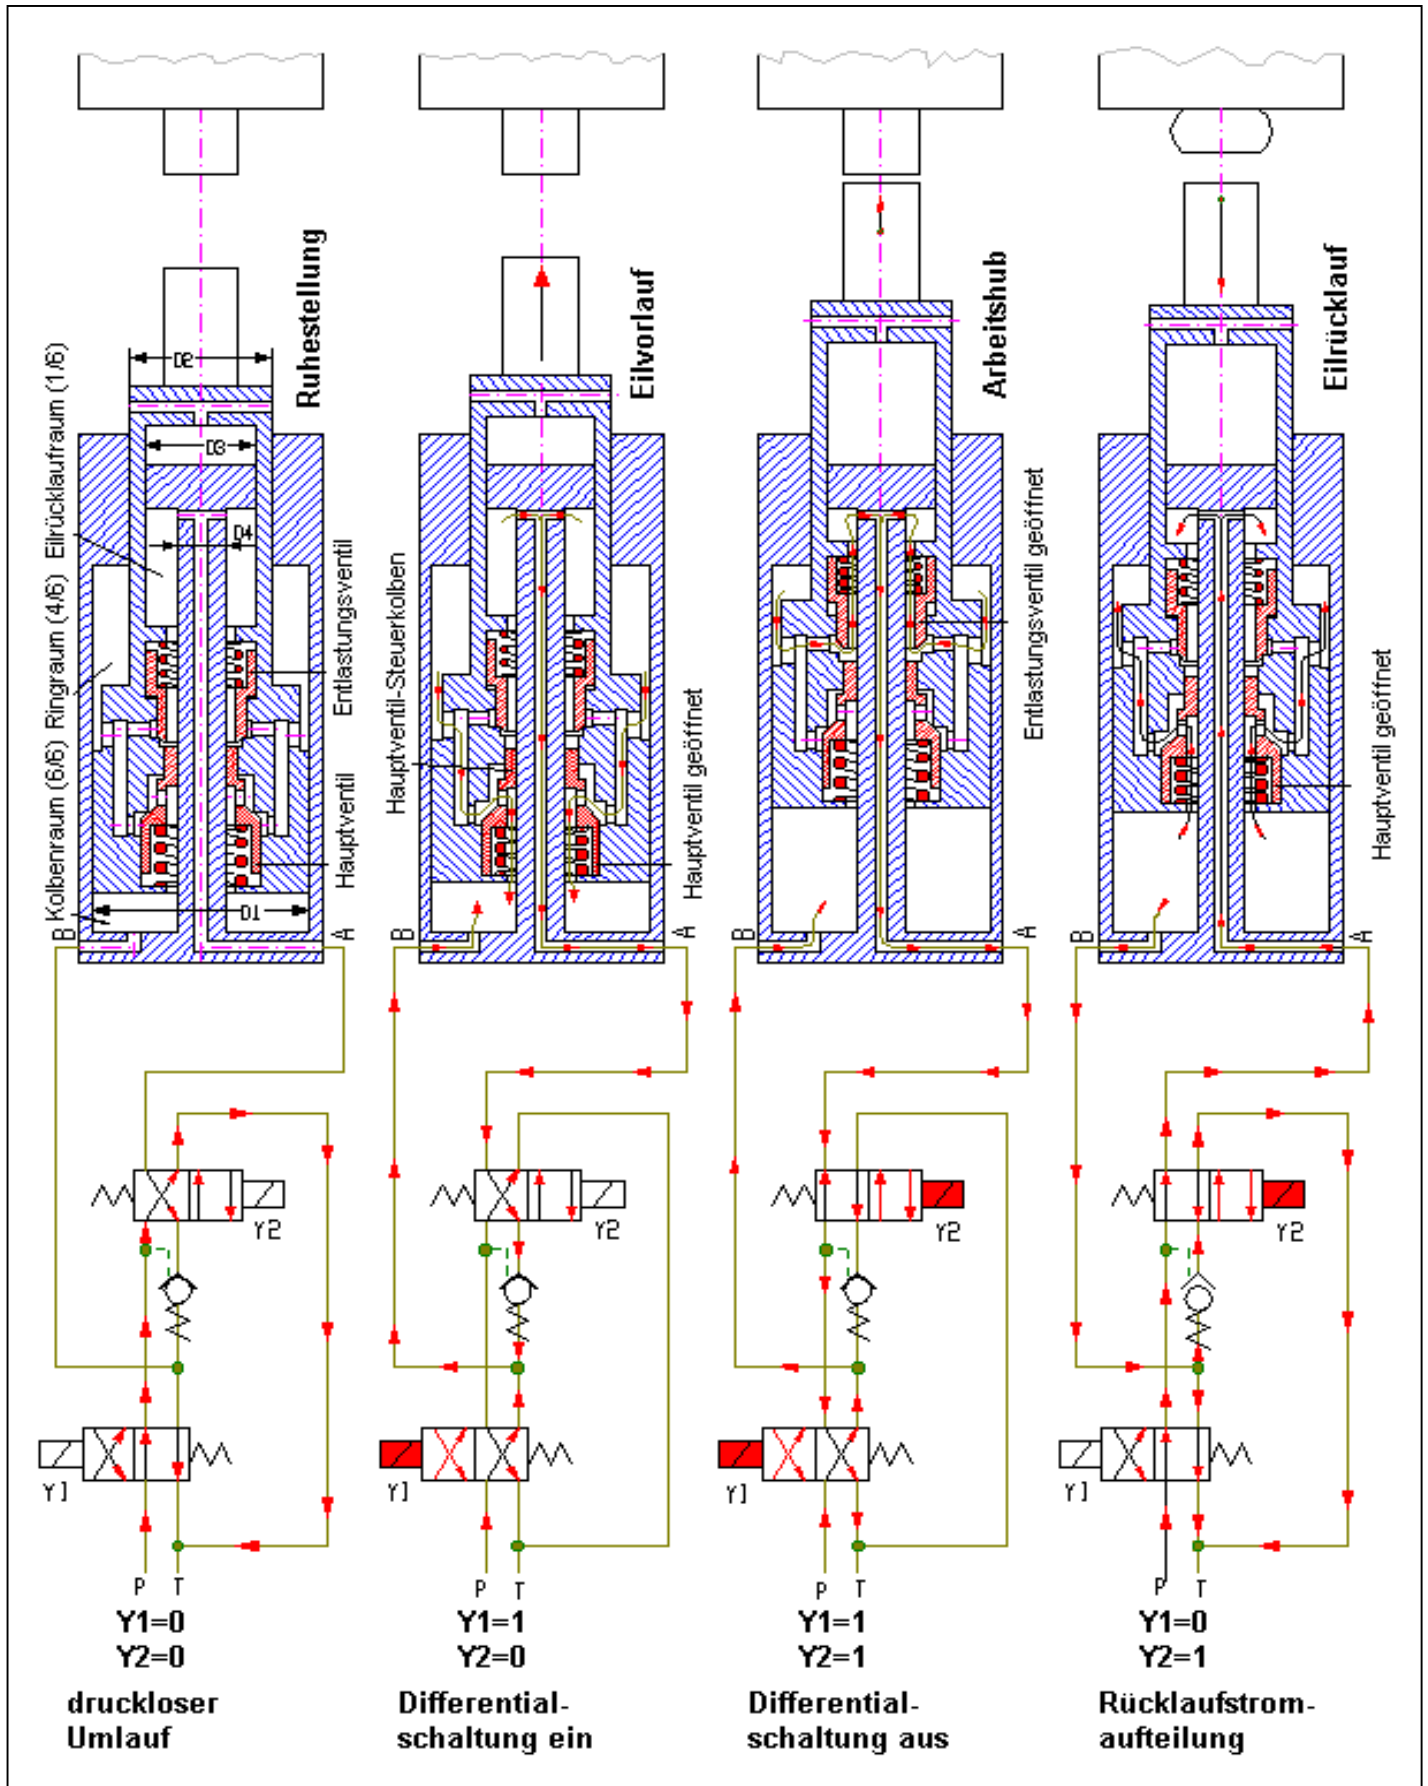 Ruhestellung
Eilvorlauf
Arbeitshub
Eilrücklauf
Kolbenraum (6/6) Ringraum (4/6) Eilrücklaufraum (1/6)
D2
D3
D4
D1
Entlastungsventil
Hauptventil
B
A
Hauptventil-Steuerkolben
Hauptventil geöffnet
B
A
Entlastungsventil geöffnet
B
A
Hauptventil geöffnet
B
A
Y2
Y2
Y2
Y2
Y1
Y1
Y1
Y1
P T
P T
P T
P T
Y1=0
Y2=0
druckloser
Umlauf
Y1=1
Y2=0
Differential-
schaltung ein
Y1=1
Y2=1
Differential-
schaltung aus
Y1=0
Y2=1
Rücklaufstrom-
aufteilung